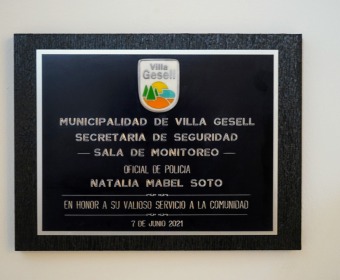 Villa
Gesell
MUNICIPALIDAD DE VILLA GESELL
SECRETARIA DE SEGURIDAD
— SALA DE MONITOREO —
OFICIAL DE POLICIA
NATALIA MABEL SOTO
EN HONOR A SU VALIOSO SERVICIO A LA COMUNIDAD
7 DE JUNIO 2021